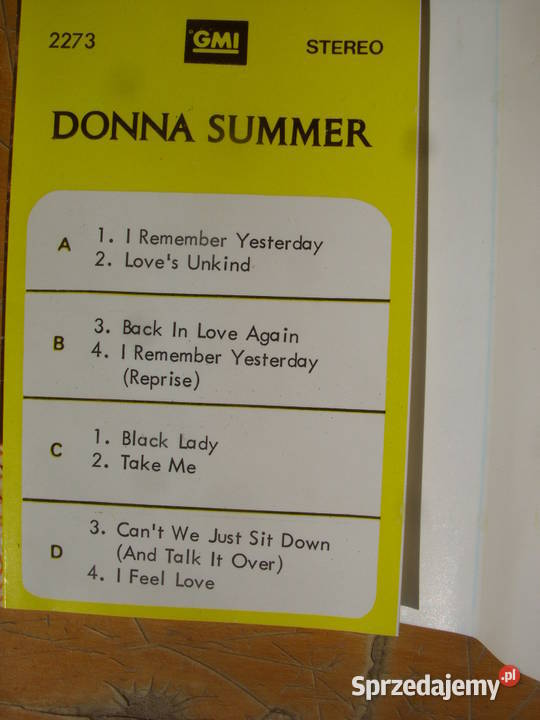 2273 GMI STEREO
DONNA SUMMER
A 1. I Remember Yesterday
2. Love's Unkind
B 3. Back In Love Again
4. I Remember Yesterday
(Reprise)
C 1. Black Lady
2. Take Me
D 3. Can't We Just Sit Down
(And Talk It Over)
4. I Feel Love
Sprzedajemy.pl